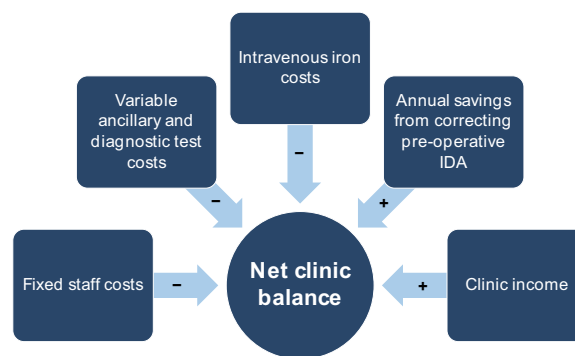 Intravenous iron
costs
Variable
ancillary and
diagnostic test
costs
Annual savings
from correcting
pre-operative
IDA
–
–
+
Fixed staff costs
–
Net clinic
balance
+
Clinic income